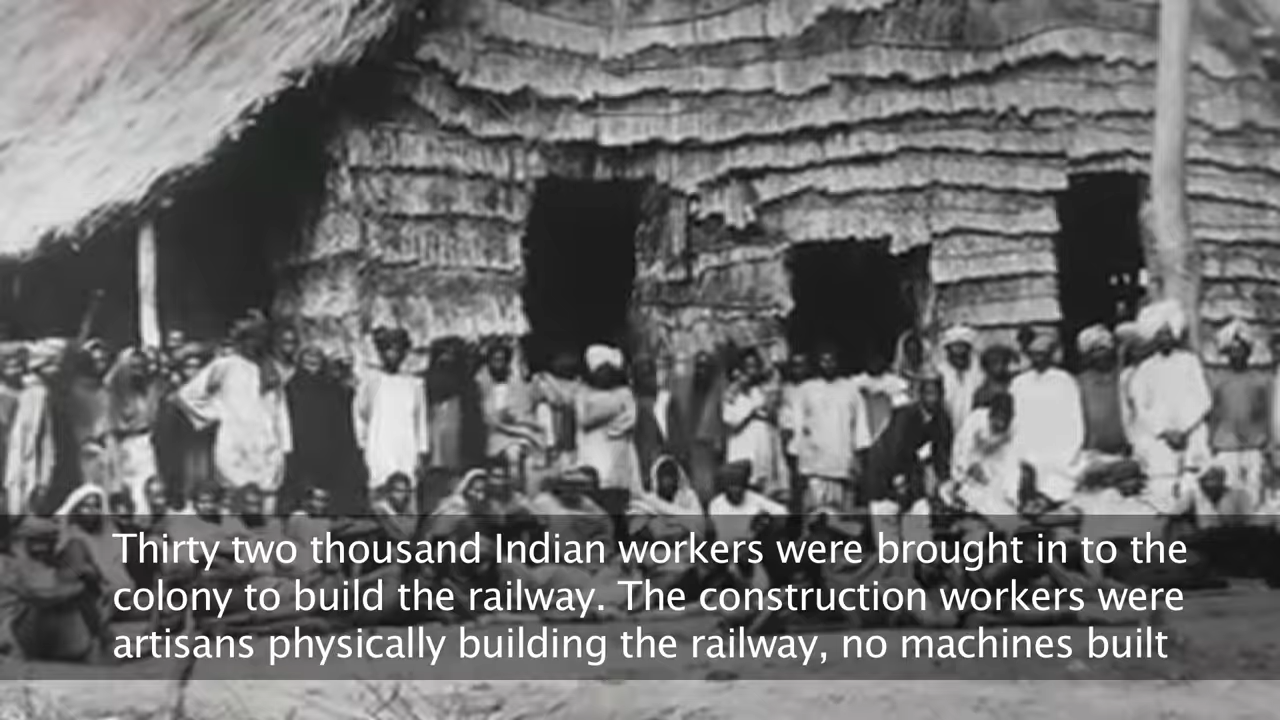 Thirty two thousand Indian workers were brought in to the
colony to build the railway. The construction workers were
artisans physically building the railway, no machines built